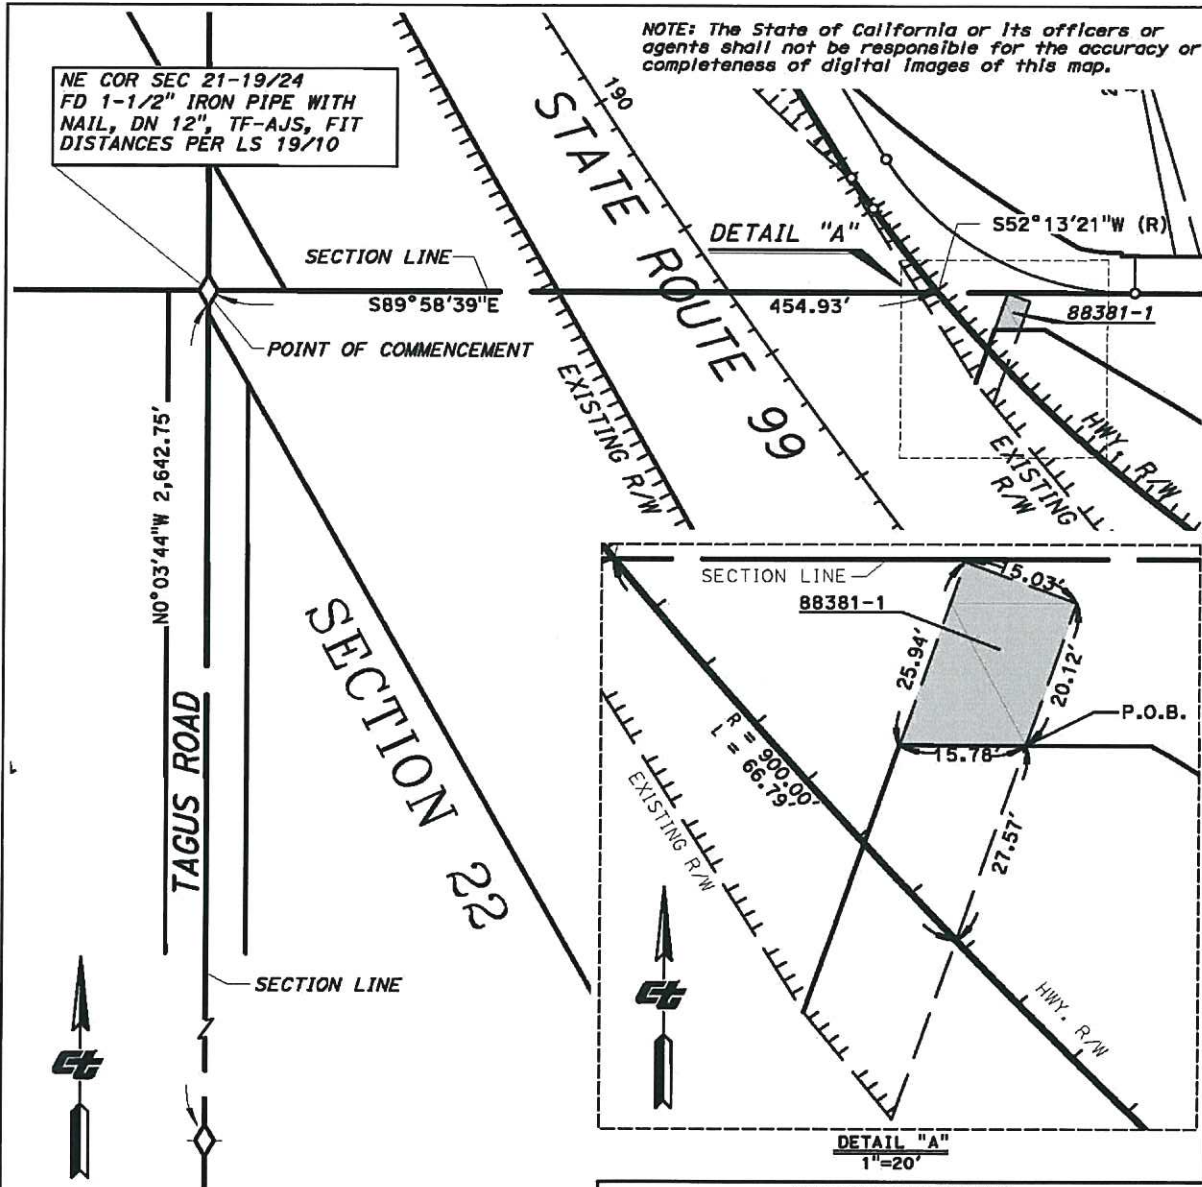 NOTE: The State of California or its officers or
agents shall not be responsible for the accuracy or
completeness of digital images of this map.
NE COR SEC 21-19/24
FD 1-1/2" IRON PIPE WITH
NAIL, DN 12", TF-AJS, FIT
DISTANCES PER LS 19/10
190
STATE ROUTE 99
DETAIL "A"
S52°13'21"W (R)
SECTION LINE
S89°58'39"E
454.93'
88381-1
POINT OF COMMENCEMENT
EXISTING R/W
HWY. R/W
EXISTING
R/W
N0°03'44"W 2,642.75'
TAGUS ROAD
SECTION 22
SECTION LINE
ct
SECTION LINE
88381-1
15.03'
25.94'
20.12'
P.O.B.
15.78'
R = 900.00'
L = 66.79'
EXISTING R/W
27.57'
HWY. R/W
ct
DETAIL "A"
1"=20'